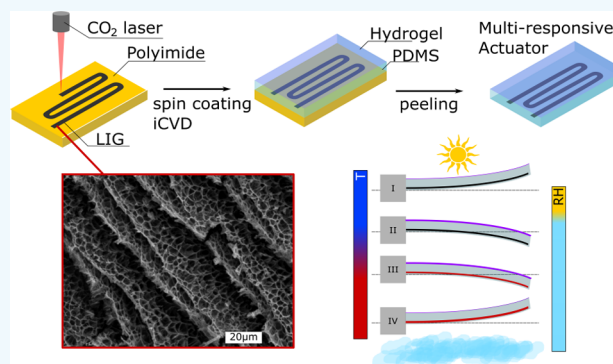 CO₂ laser
Polyimide
LIG
spin coating
iCVD
Hydrogel
PDMS
peeling
Multi-responsive
Actuator
20μm
T
I
II
III
IV
RH